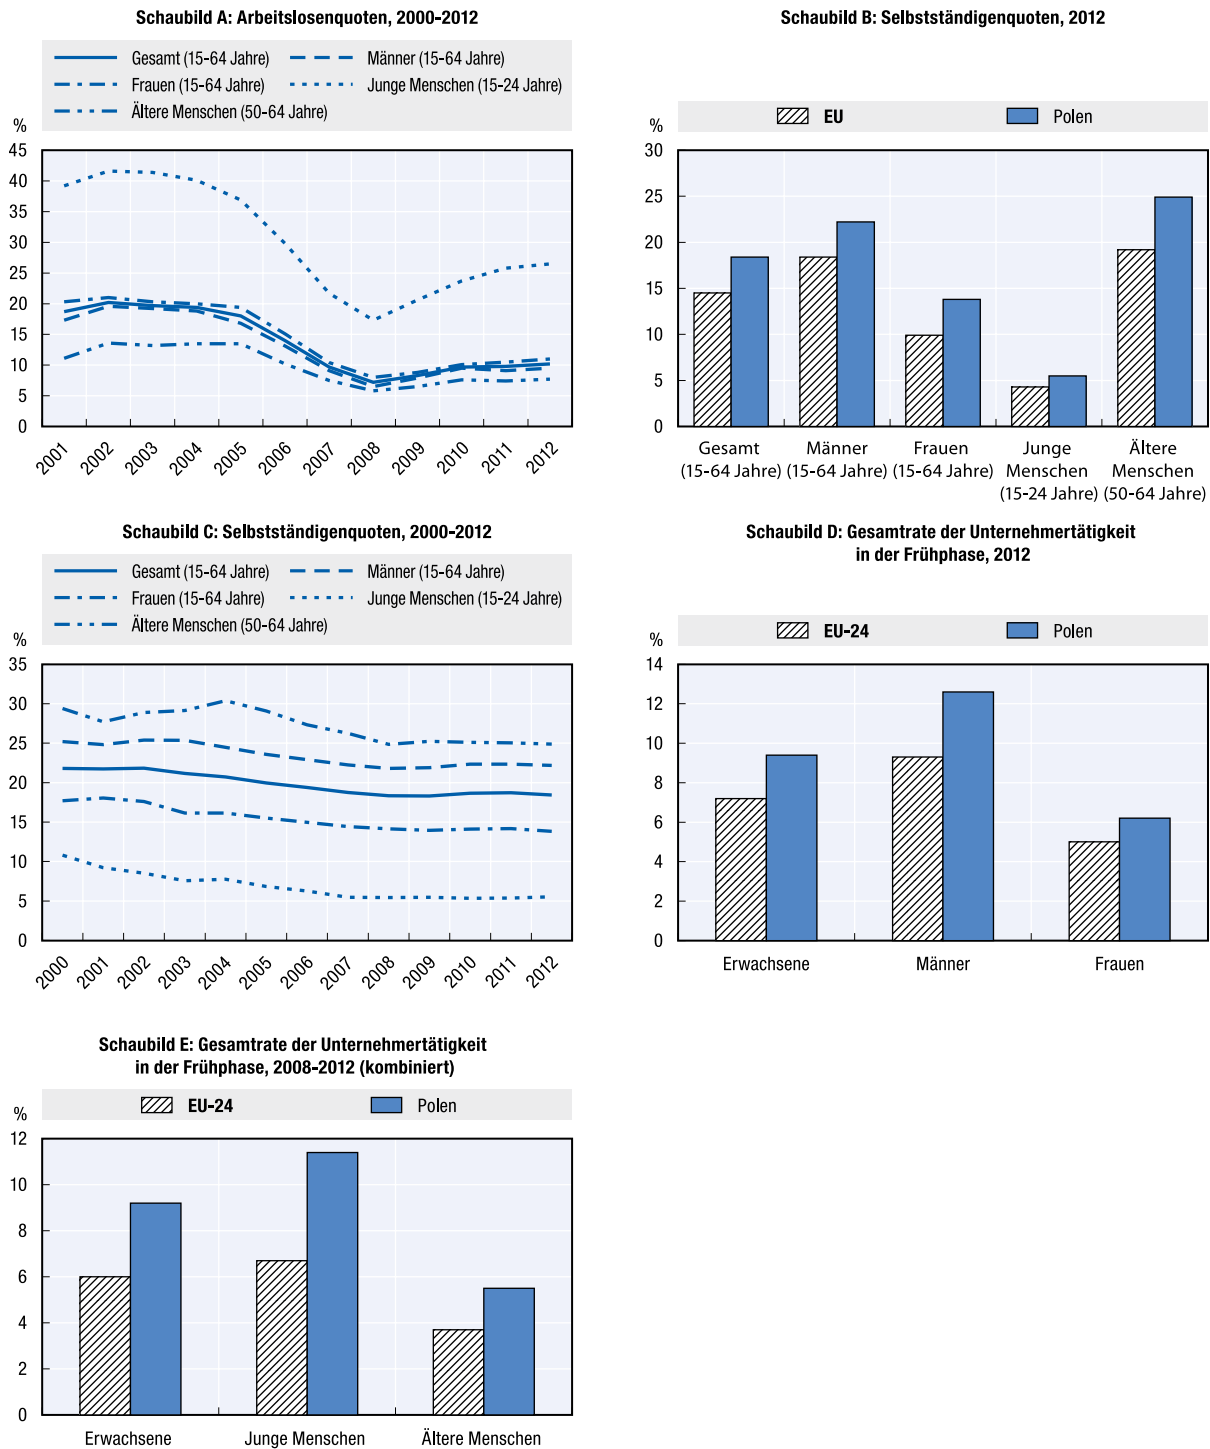 Schaubild A: Arbeitslosenquoten, 2000-2012
Gesamt (15-64 Jahre)
Männer (15-64 Jahre)
Frauen (15-64 Jahre)
Junge Menschen (15-24 Jahre)
Ältere Menschen (50-64 Jahre)
%
45
40
35
30
25
20
15
10
5
0
2001
2002
2003
2004
2005
2006
2007
2008
2009
2010
2011
2012
Schaubild B: Selbstständigenquoten, 2012
EU
Polen
%
30
25
20
15
10
5
0
Gesamt
(15-64 Jahre)
Männer
(15-64 Jahre)
Frauen
(15-64 Jahre)
Junge
Menschen
(15-24 Jahre)
Ältere
Menschen
(50-64 Jahre)
Schaubild C: Selbstständigenquoten, 2000-2012
Gesamt (15-64 Jahre)
Männer (15-64 Jahre)
Frauen (15-64 Jahre)
Junge Menschen (15-24 Jahre)
Ältere Menschen (50-64 Jahre)
%
35
30
25
20
15
10
5
0
2000
2001
2002
2003
2004
2005
2006
2007
2008
2009
2010
2011
2012
Schaubild D: Gesamtrate der Unternehmertätigkeit
in der Frühphase, 2012
EU-24
Polen
%
14
12
10
8
6
4
2
0
Erwachsene
Männer
Frauen
Schaubild E: Gesamtrate der Unternehmertätigkeit
in der Frühphase, 2008-2012 (kombiniert)
EU-24
Polen
%
12
10
8
6
4
2
0
Erwachsene
Junge Menschen
Ältere Menschen